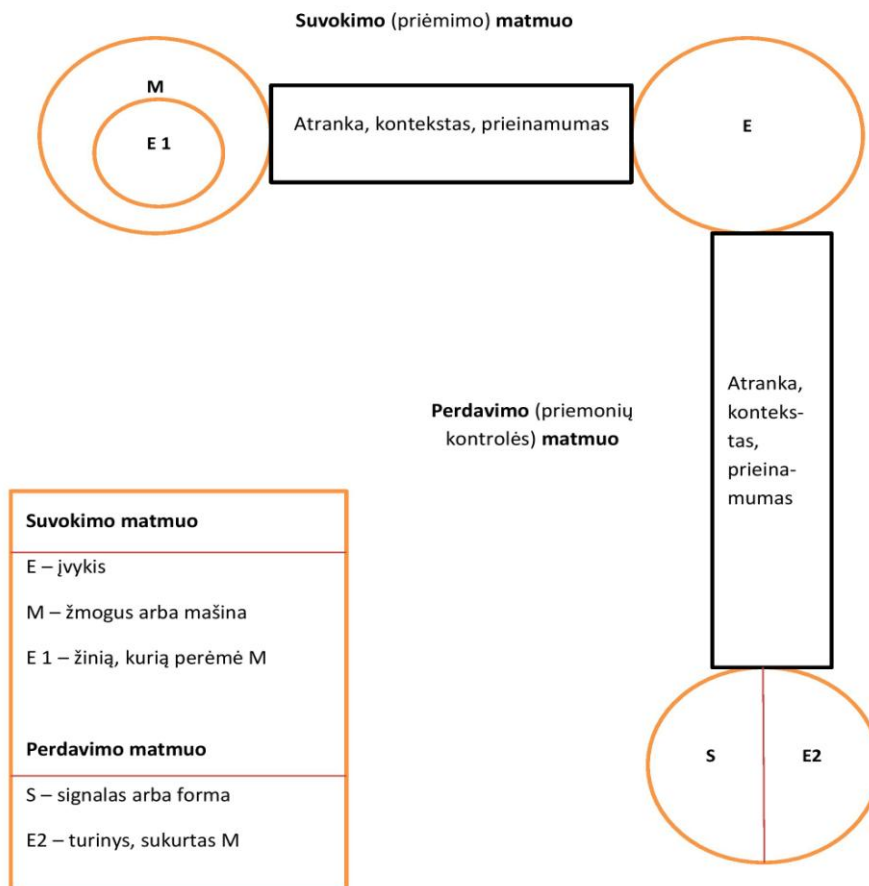 Suvokimo (priėmimo) matmuo
M
E 1
Atranka, kontekstas, prieinamumas
E
Perdavimo (priemonių
kontrolės) matmuo
Atranka,
konteks-
tas,
prieina-
mumas
Suvokimo matmuo
E – įvykis
M – žmogus arba mašina
E 1 – žinią, kurią perėmė M
Perdavimo matmuo
S – signalas arba forma
E2 – turinys, sukurtas M
S
E2